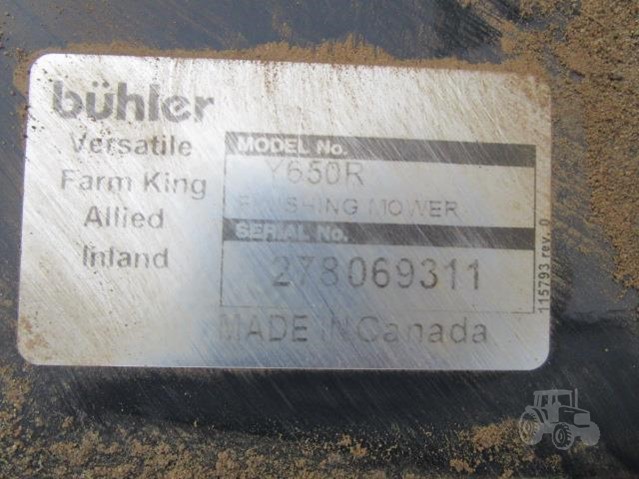 bühler
Versatile
Farm King
Allied
Inland
MODEL No.
Y650R
FINISHING MOWER
SERIAL No.
278069311
MADE IN Canada
115793 rev. 0